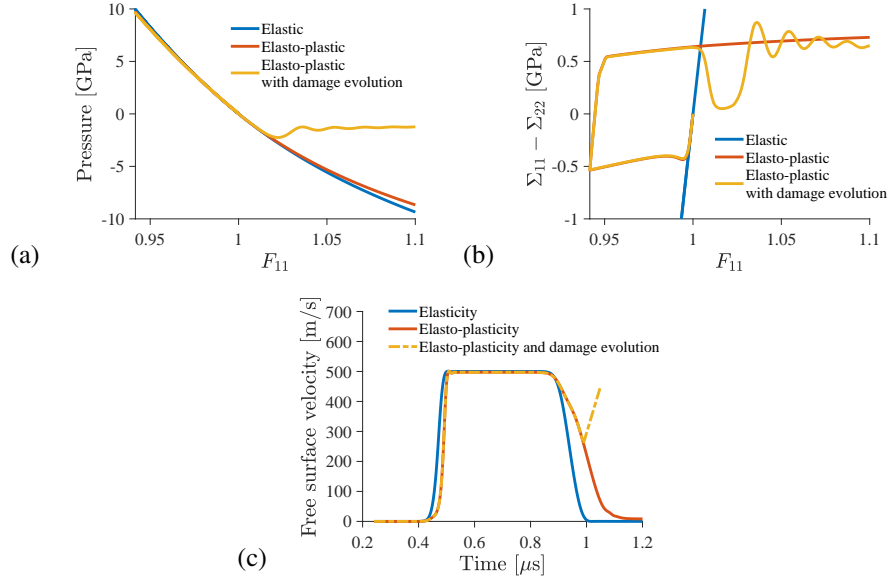 10
5
0
-5
-10
Pressure [GPa]
Elastic
Elasto-plastic
Elasto-plastic
with damage evolution
0.95
1
1.05
1.1
F₁₁
(a)
1
0.5
0
-0.5
-1
Σ₁₁ − Σ₂₂ [GPa]
Elastic
Elasto-plastic
Elasto-plastic
with damage evolution
0.95
1
1.05
1.1
F₁₁
(b)
700
600
500
400
300
200
100
0
Free surface velocity [m/s]
Elasticity
Elasto-plasticity
Elasto-plasticity and damage evolution
0.2
0.4
0.6
0.8
1
1.2
Time [μs]
(c)